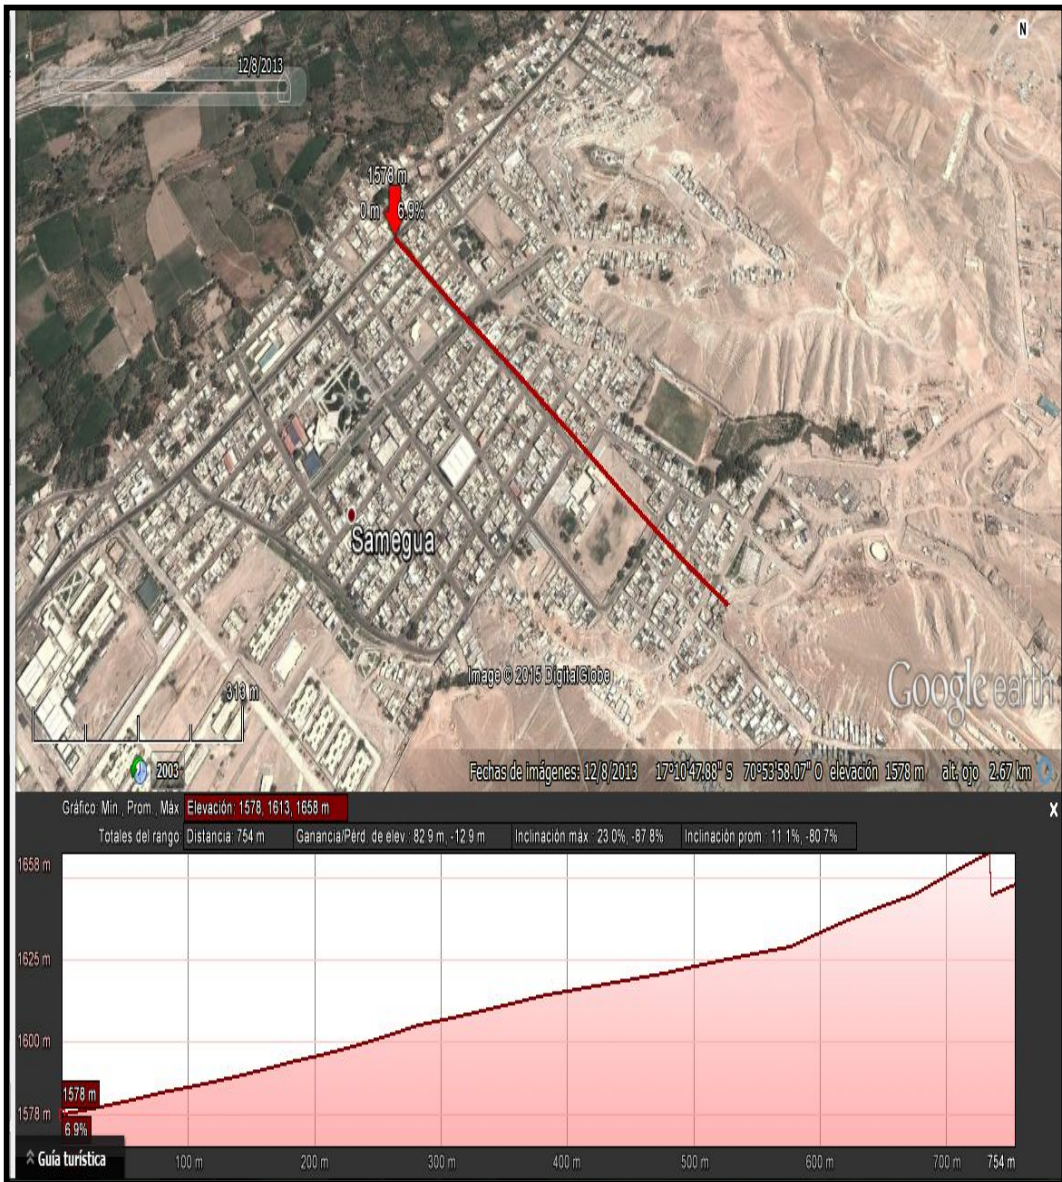 N
12/8/2013
1578 m
0 m 6.9%
Samegua
Image © 2015 DigitalGlobe
Google earth
313 m
2003
Fechas de imágenes: 12/8/2013 17°10'47.88" S 70°53'58.07" O elevación 1578 m alt. ojo 2.67 km
Gráfico: Mín., Prom., Máx. Elevación: 1578, 1613, 1658 m
X
Totales del rango: Distancia: 754 m Ganancia/Pérd. de elev.: 82.9 m, -12.9 m Inclinación máx.: 23.0%, -87.8% Inclinación prom.: 11.1%, -80.7%
1658 m
1625 m
1600 m
1578 m
1578 m
6.9%
Guía turística
100 m 200 m 300 m 400 m 500 m 600 m 700 m 754 m